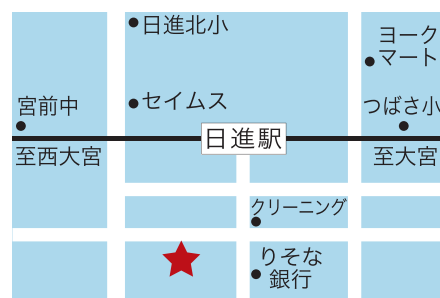 日進北小
ヨーク
マート
セイムス
宮前中
つばさ小
日進駅
至西大宮
至大宮
クリーニング
りそな
銀行